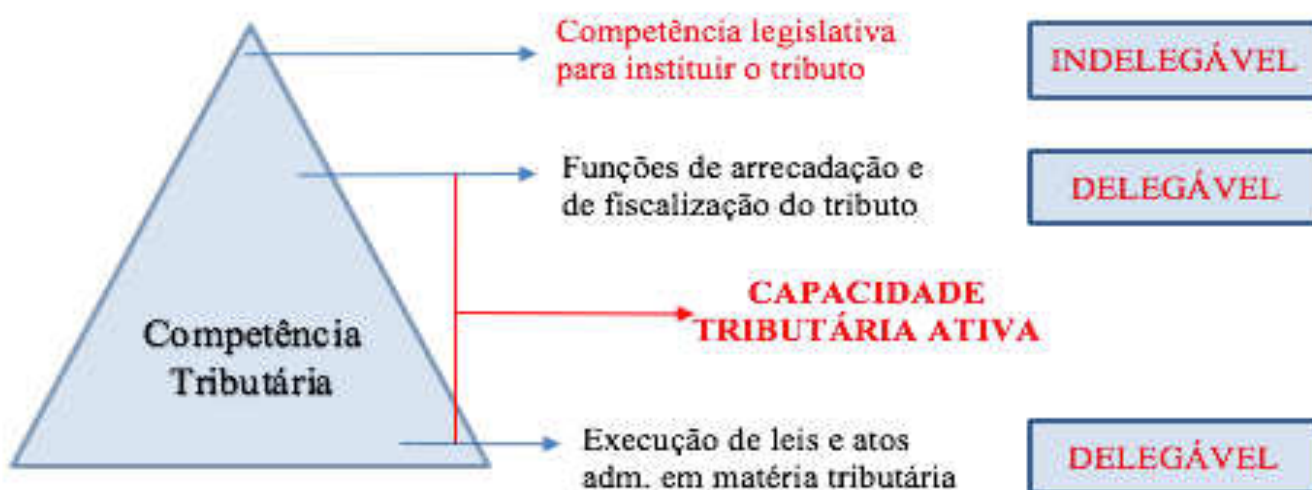 Competência legislativa
para instituir o tributo
INDELEGÁVEL
Funções de arrecadação e
de fiscalização do tributo
DELEGÁVEL
CAPACIDADE
TRIBUTÁRIA ATIVA
Competência
Tributária
Execução de leis e atos
adm. em matéria tributária
DELEGÁVEL